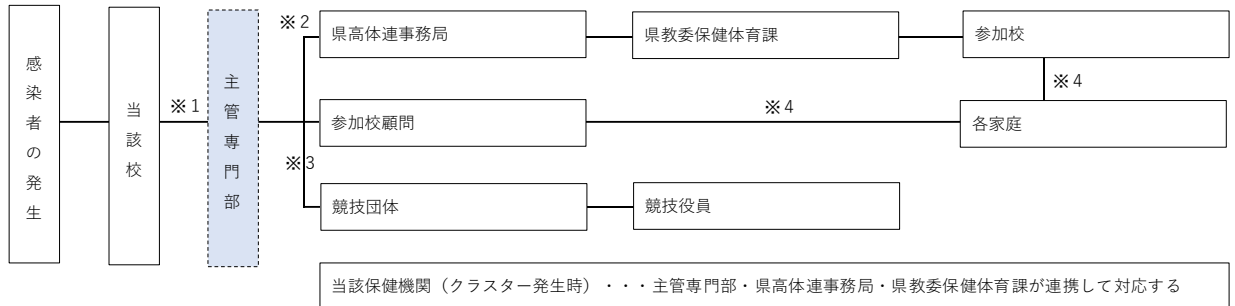 感染者の発生
当該校
※1
主管専門部
※2
県高体連事務局
県教委保健体育課
参加校
※4
参加校顧問
※4
各家庭
※3
競技団体
競技役員
当該保健機関（クラスター発生時）・・・主管専門部・県高体連事務局・県教委保健体育課が連携して対応する